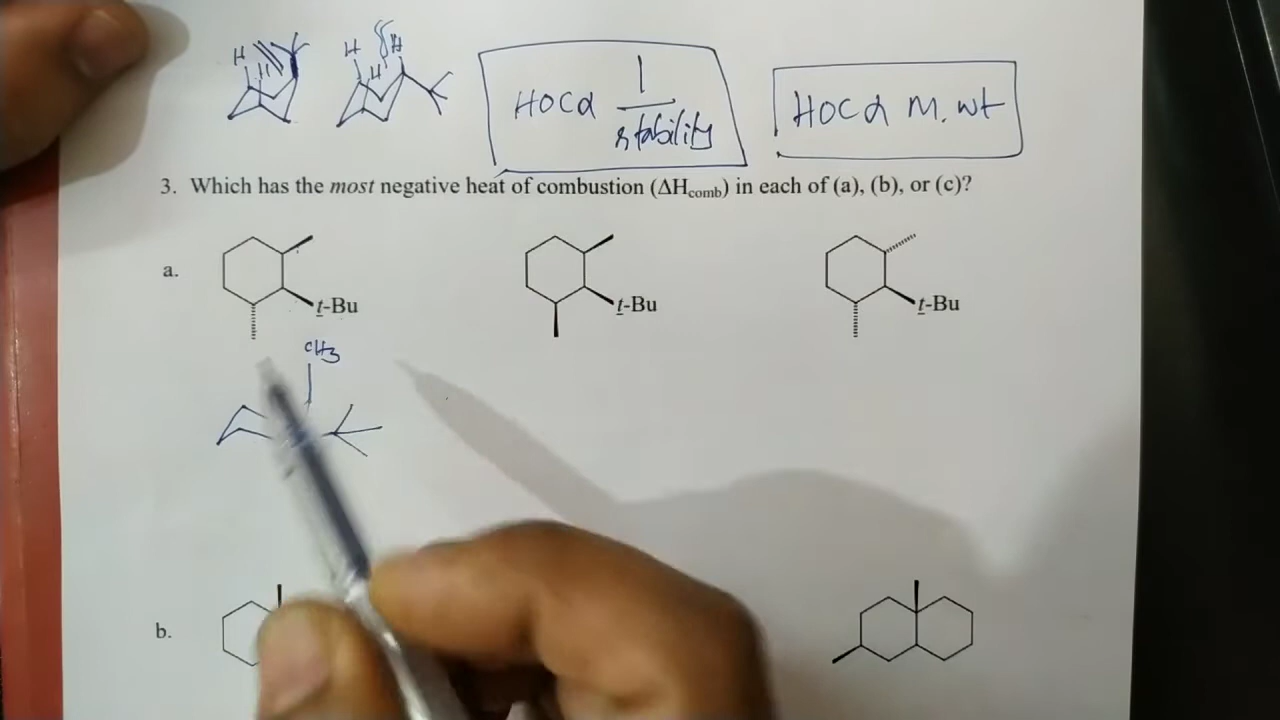 H H H H H
HOC α 1/stability
HOC α M. wt
3. Which has the most negative heat of combustion (ΔHcomb) in each of (a), (b), or (c)?
a.
t-Bu t-Bu t-Bu
CH3
b.